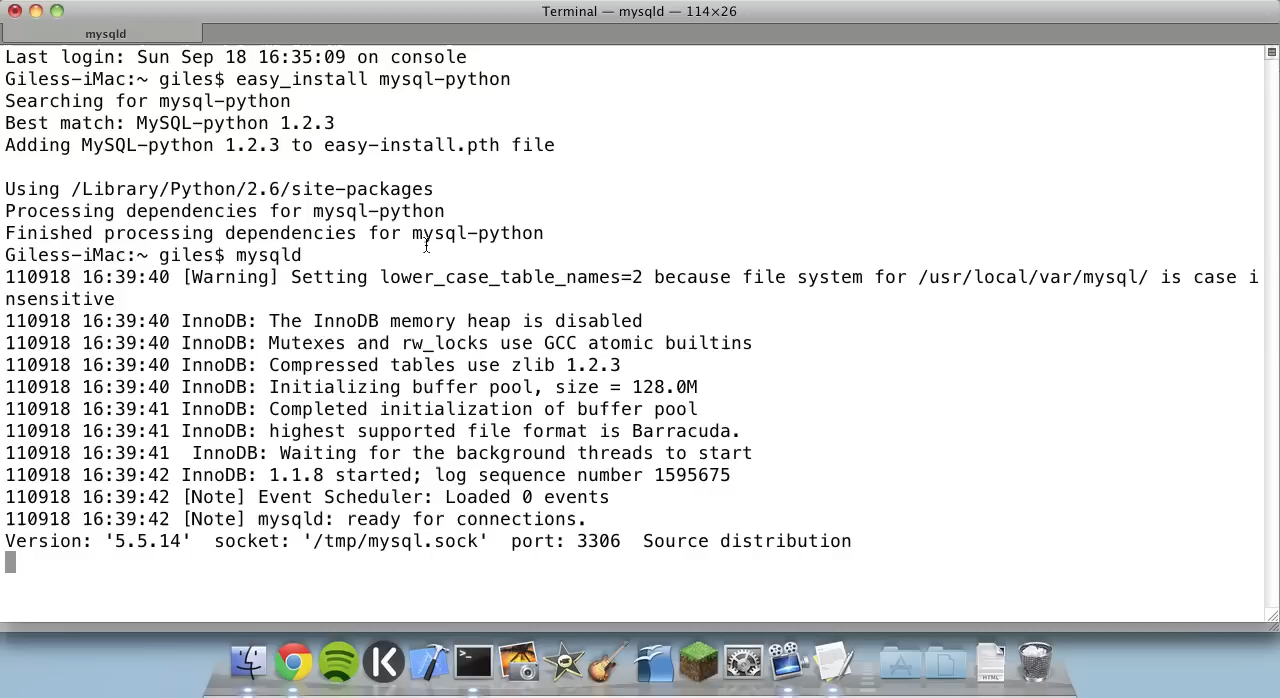 Terminal — mysqld — 114×26
mysqld
Last login: Sun Sep 18 16:35:09 on console
Giless-iMac:~ giles$ easy_install mysql-python
Searching for mysql-python
Best match: MySQL-python 1.2.3
Adding MySQL-python 1.2.3 to easy-install.pth file
Using /Library/Python/2.6/site-packages
Processing dependencies for mysql-python
Finished processing dependencies for mysql-python
Giless-iMac:~ giles$ mysqld
110918 16:39:40 [Warning] Setting lower_case_table_names=2 because file system for /usr/local/var/mysql/ is case i
nsensitive
110918 16:39:40 InnoDB: The InnoDB memory heap is disabled
110918 16:39:40 InnoDB: Mutexes and rw_locks use GCC atomic builtins
110918 16:39:40 InnoDB: Compressed tables use zlib 1.2.3
110918 16:39:40 InnoDB: Initializing buffer pool, size = 128.0M
110918 16:39:41 InnoDB: Completed initialization of buffer pool
110918 16:39:41 InnoDB: highest supported file format is Barracuda.
110918 16:39:41  InnoDB: Waiting for the background threads to start
110918 16:39:42 InnoDB: 1.1.8 started; log sequence number 1595675
110918 16:39:42 [Note] Event Scheduler: Loaded 0 events
110918 16:39:42 [Note] mysqld: ready for connections.
Version: '5.5.14'  socket: '/tmp/mysql.sock'  port: 3306  Source distribution
K
HTML